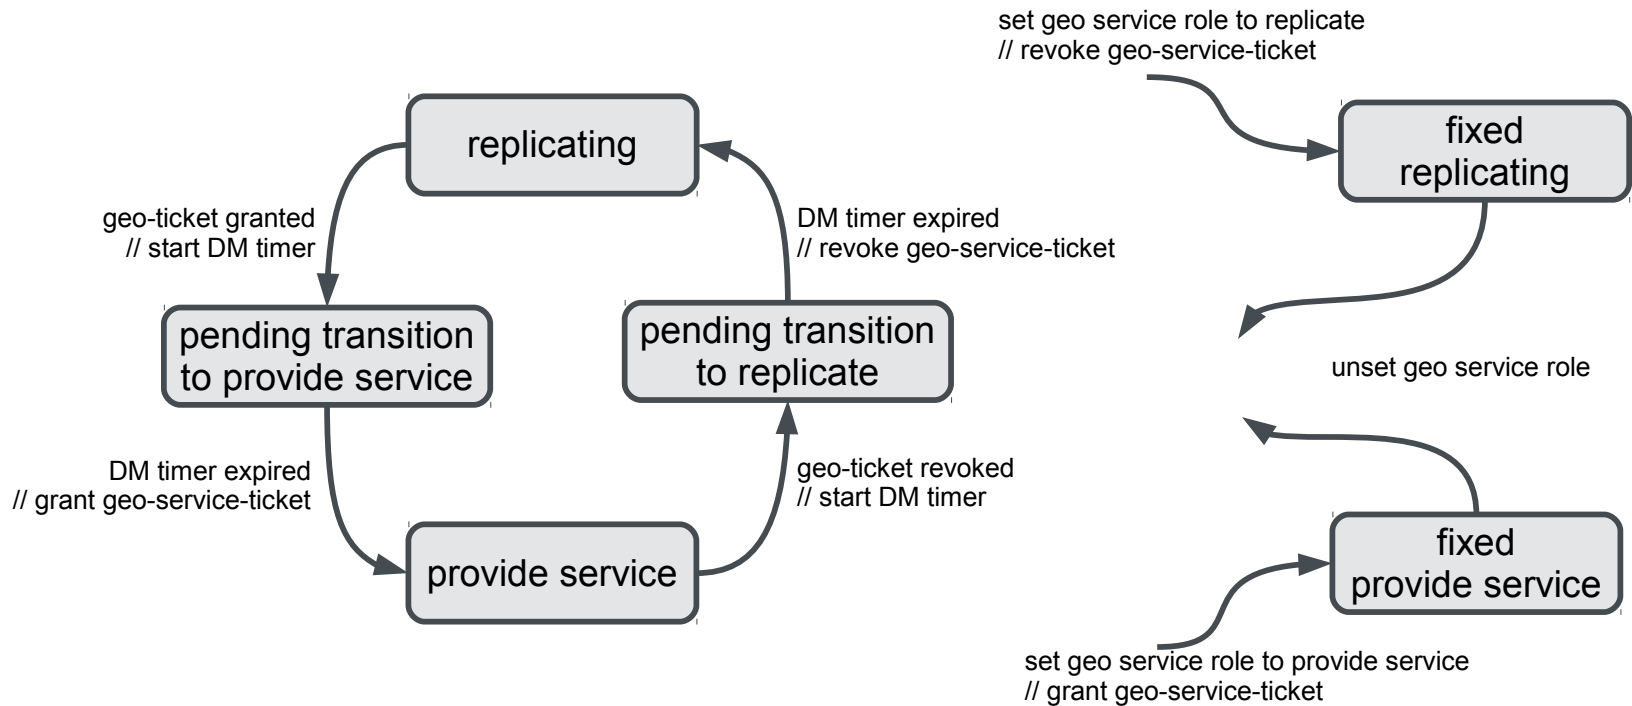 set geo service role to replicate
// revoke geo-service-ticket
replicating
fixed
replicating
geo-ticket granted
// start DM timer
DM timer expired
// revoke geo-service-ticket
pending transition
to provide service
pending transition
to replicate
unset geo service role
DM timer expired
// grant geo-service-ticket
geo-ticket revoked
// start DM timer
provide service
fixed
provide service
set geo service role to provide service
// grant geo-service-ticket